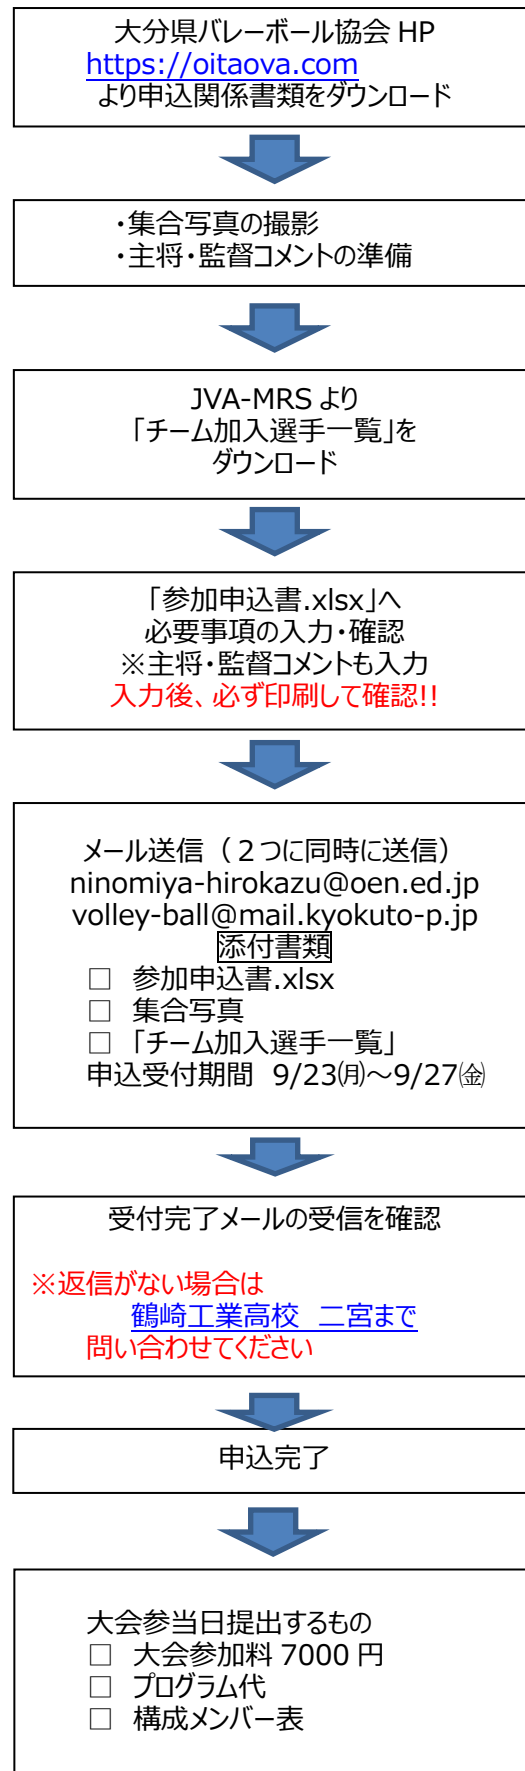 大分県バレーボール協会 HP
https://oitaova.com
より申込関係書類をダウンロード
・集合写真の撮影
・主将・監督コメントの準備
JVA-MRS より
「チーム加入選手一覧」を
ダウンロード
「参加申込書.xlsx」へ
必要事項の入力・確認
※主将・監督コメントも入力
入力後、必ず印刷して確認!!
メール送信（２つに同時に送信）
ninomiya-hirokazu@oen.ed.jp
volley-ball@mail.kyokuto-p.jp
添付書類
□ 参加申込書.xlsx
□ 集合写真
□ 「チーム加入選手一覧」
申込受付期間 9/23㈪～9/27㈮
受付完了メールの受信を確認
※返信がない場合は
鶴崎工業高校 二宮まで
問い合わせてください
申込完了
大会参当日提出するもの
□ 大会参加料 7000 円
□ プログラム代
□ 構成メンバー表